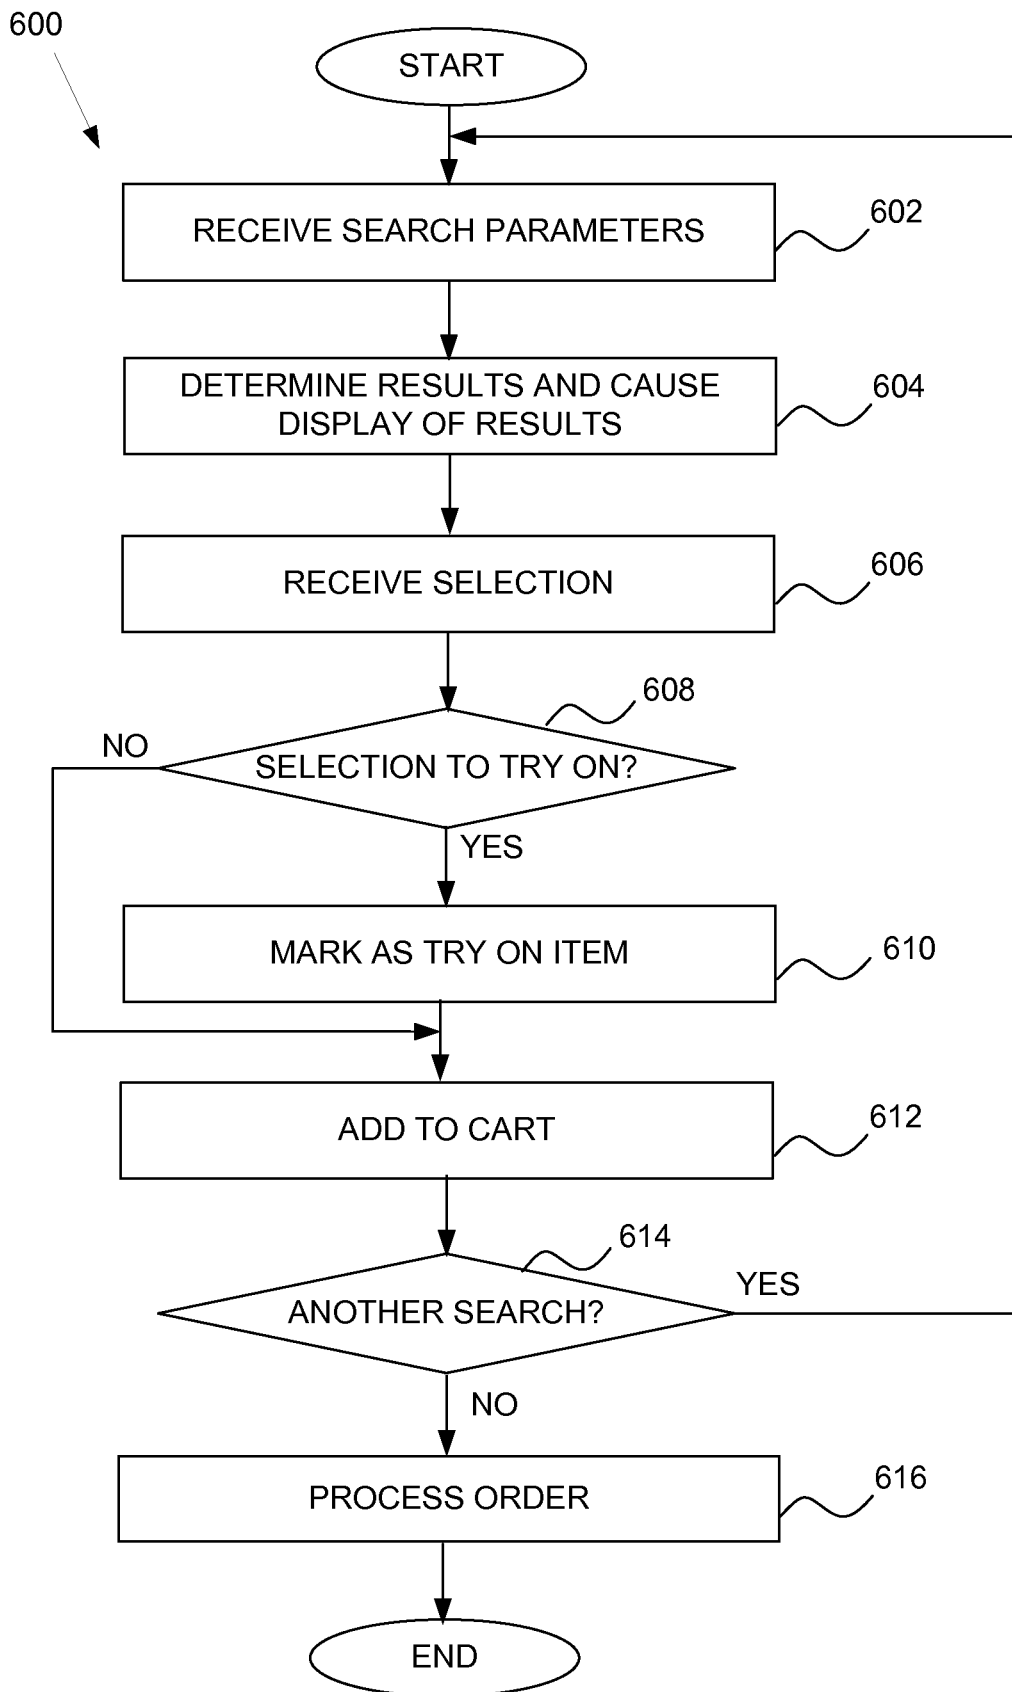 600
START
RECEIVE SEARCH PARAMETERS
602
DETERMINE RESULTS AND CAUSE
DISPLAY OF RESULTS
604
RECEIVE SELECTION
606
608
NO
SELECTION TO TRY ON?
YES
MARK AS TRY ON ITEM
610
ADD TO CART
612
614
YES
ANOTHER SEARCH?
NO
PROCESS ORDER
616
END